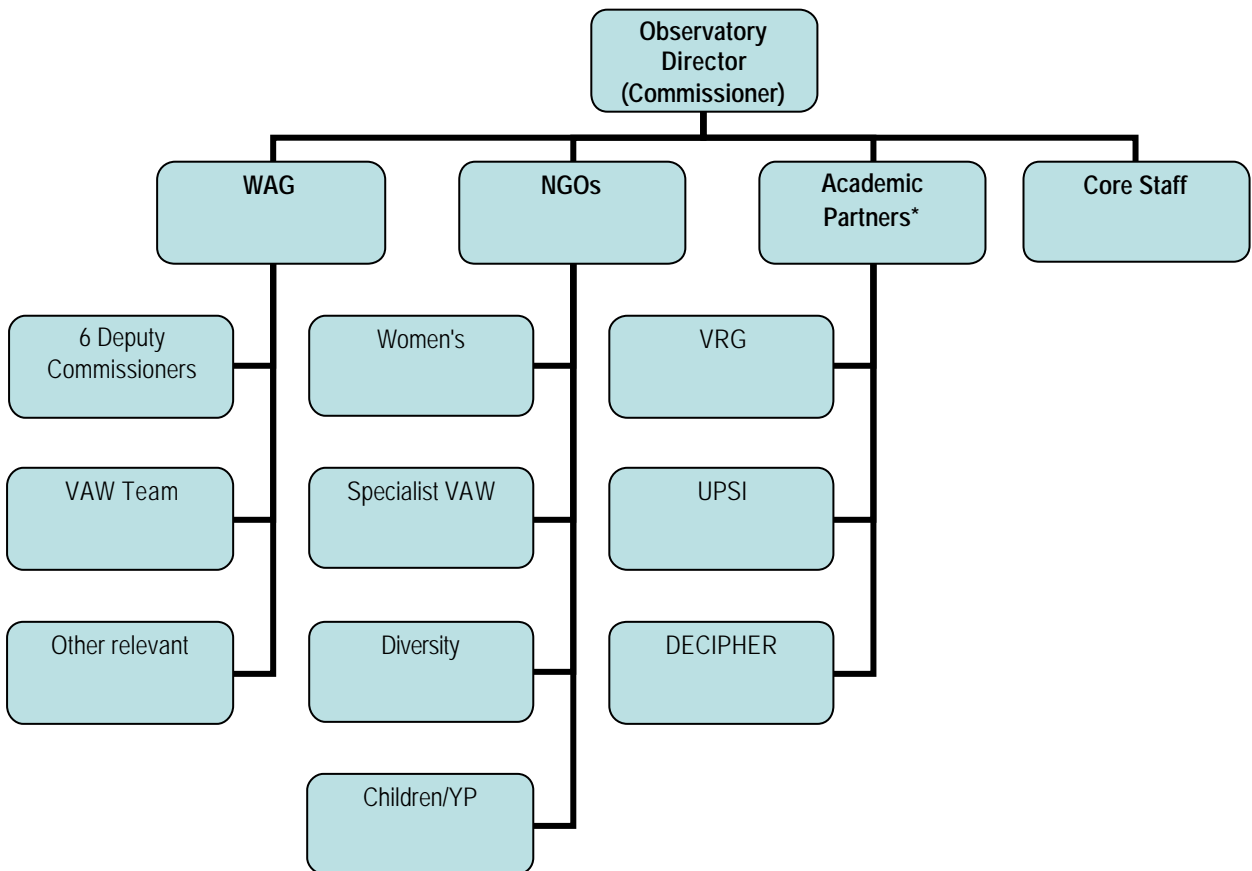 Observatory
Director
(Commissioner)
WAG
NGOs
Academic
Partners*
Core Staff
6 Deputy
Commissioners
Women's
VRG
VAW Team
Specialist VAW
UPSI
Other relevant
Diversity
DECIPHER
Children/YP